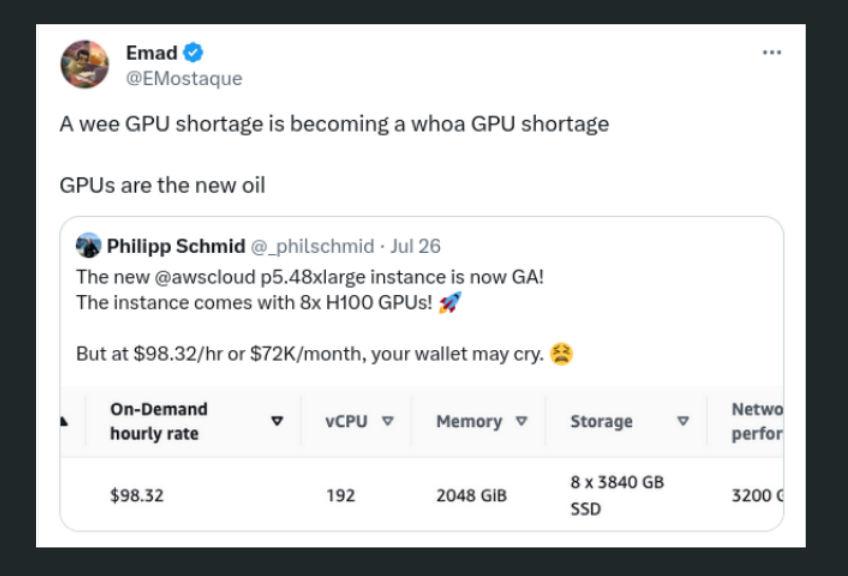 Emad
@EMostaque
A wee GPU shortage is becoming a whoa GPU shortage
GPUs are the new oil
Philipp Schmid @_philschmid · Jul 26
The new @awscloud p5.48xlarge instance is now GA!
The instance comes with 8x H100 GPUs! 🚀
But at $98.32/hr or $72K/month, your wallet may cry. 😫
On-Demand hourly rate vCPU Memory Storage
$98.32 192 2048 GiB 8 x 3840 GB SSD 3200